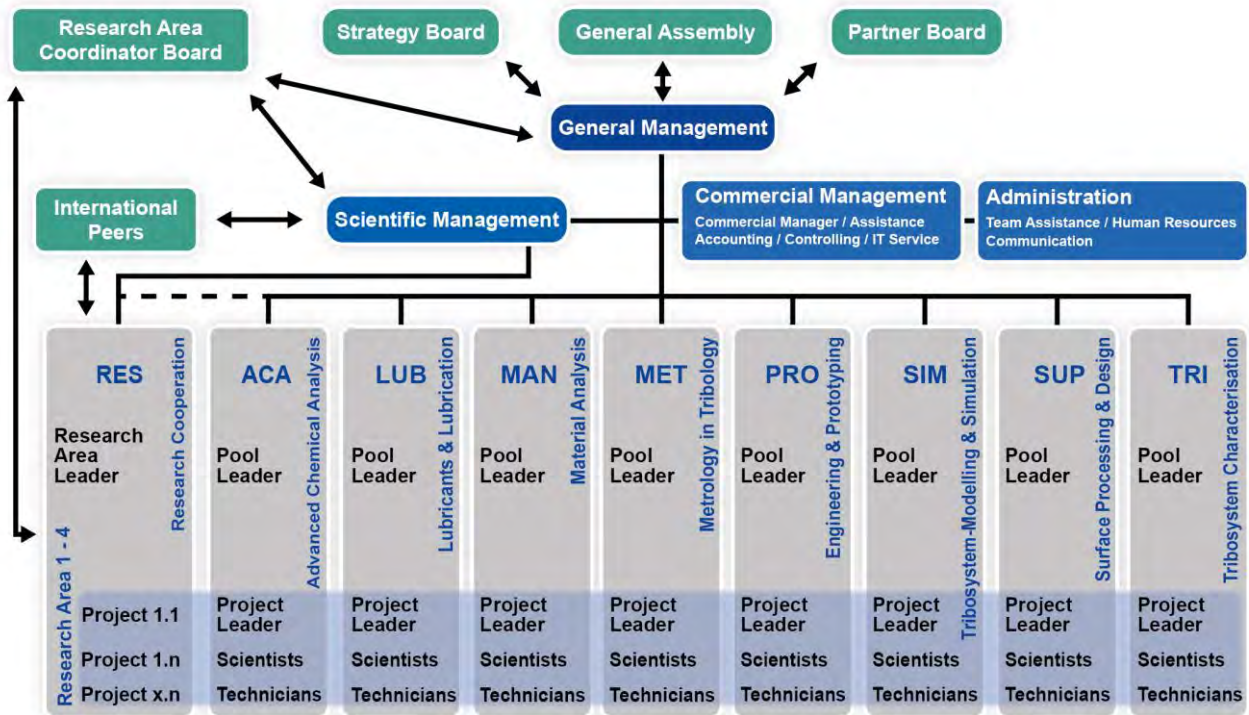 Research Area
Coordinator Board
Strategy Board
General Assembly
Partner Board
General Management
International
Peers
Scientific Management
Commercial Management
Commercial Manager / Assistance
Accounting / Controlling / IT Service
Administration
Team Assistance / Human Resources
Communication
RES
Research Cooperation
Research
Area
Leader
Research Area 1 - 4
Project 1.1
Project 1.n
Project x.n
ACA
Advanced Chemical Analysis
Pool
Leader
Project
Leader
Scientists
Technicians
LUB
Lubricants & Lubrication
Pool
Leader
Project
Leader
Scientists
Technicians
MAN
Material Analysis
Pool
Leader
Project
Leader
Scientists
Technicians
MET
Metrology in Tribology
Pool
Leader
Project
Leader
Scientists
Technicians
PRO
Engineering & Prototyping
Pool
Leader
Project
Leader
Scientists
Technicians
SIM
Tribosystem-Modelling & Simulation
Pool
Leader
Project
Leader
Scientists
Technicians
SUP
Surface Processing & Design
Pool
Leader
Project
Leader
Scientists
Technicians
TRI
Tribosystem Characterisation
Pool
Leader
Project
Leader
Scientists
Technicians